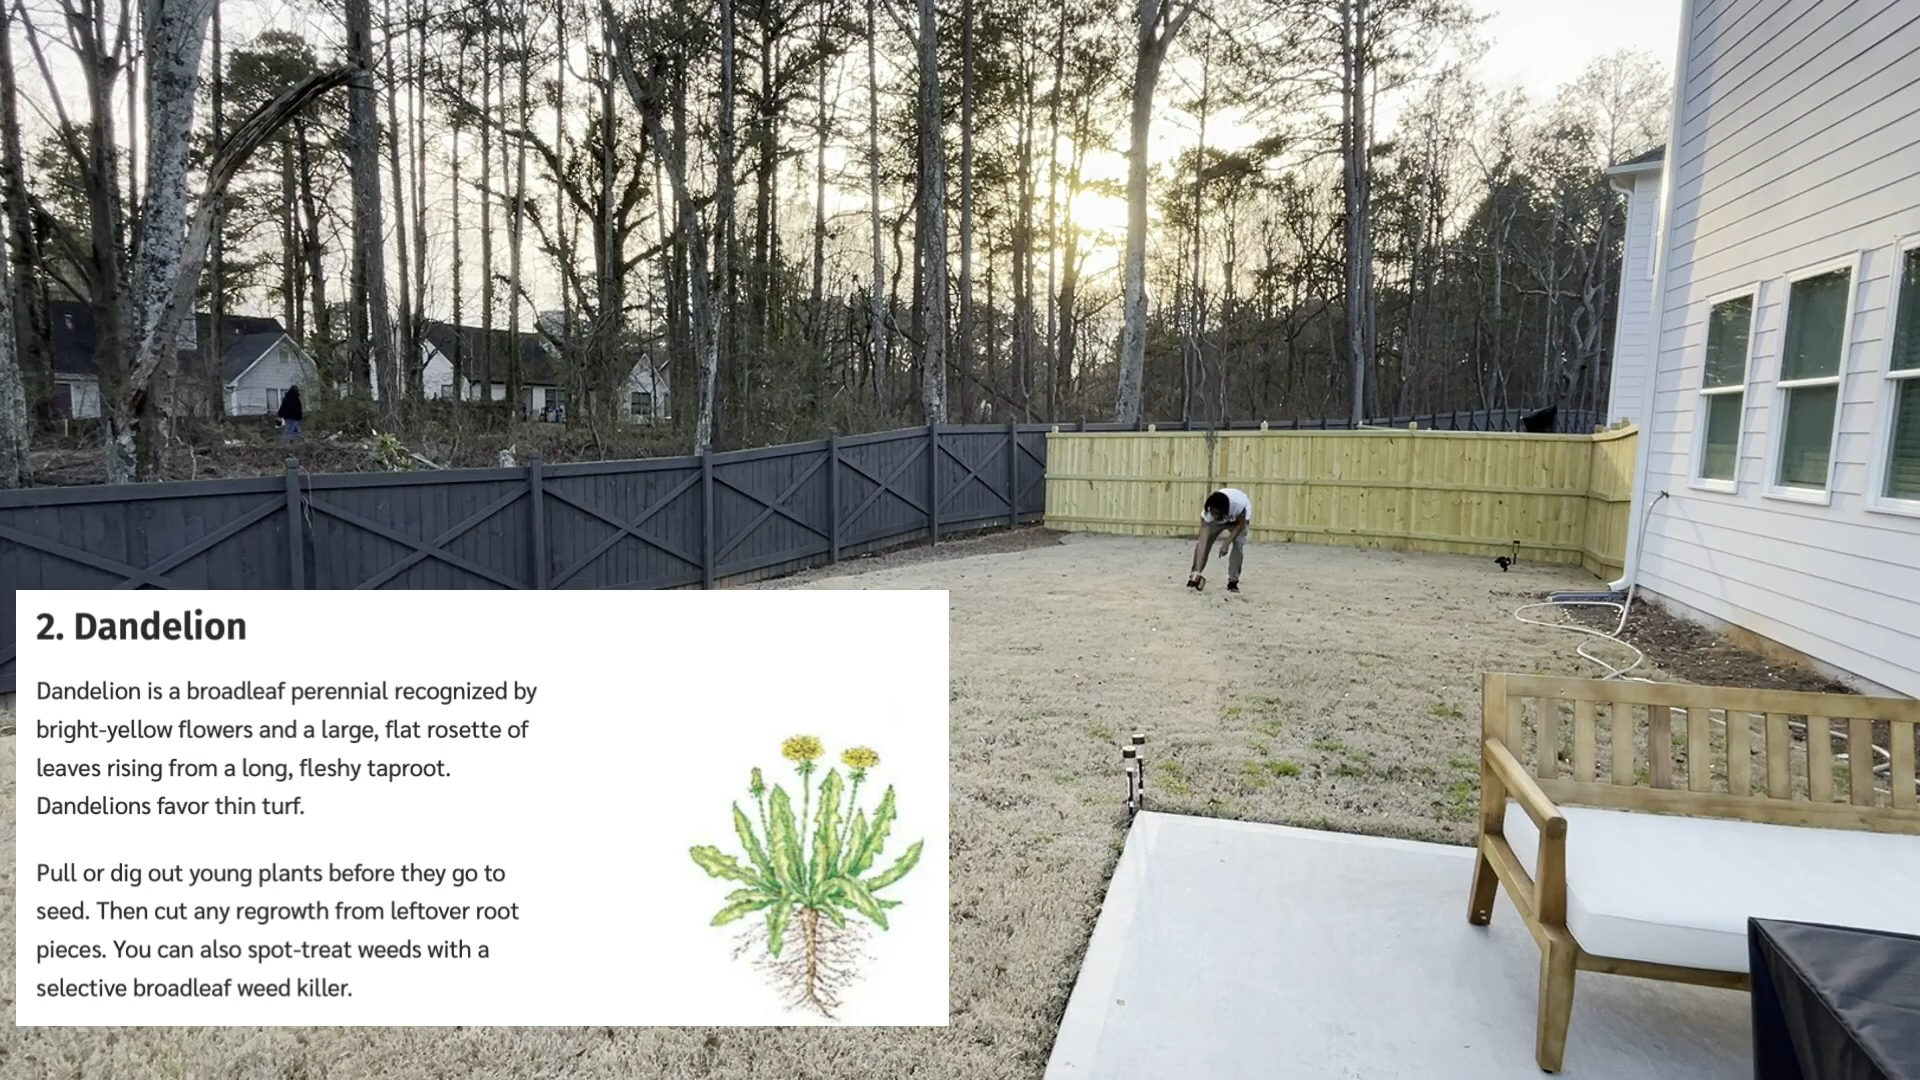 2. Dandelion
Dandelion is a broadleaf perennial recognized by
bright-yellow flowers and a large, flat rosette of
leaves rising from a long, fleshy taproot.
Dandelions favor thin turf.
Pull or dig out young plants before they go to
seed. Then cut any regrowth from leftover root
pieces. You can also spot-treat weeds with a
selective broadleaf weed killer.